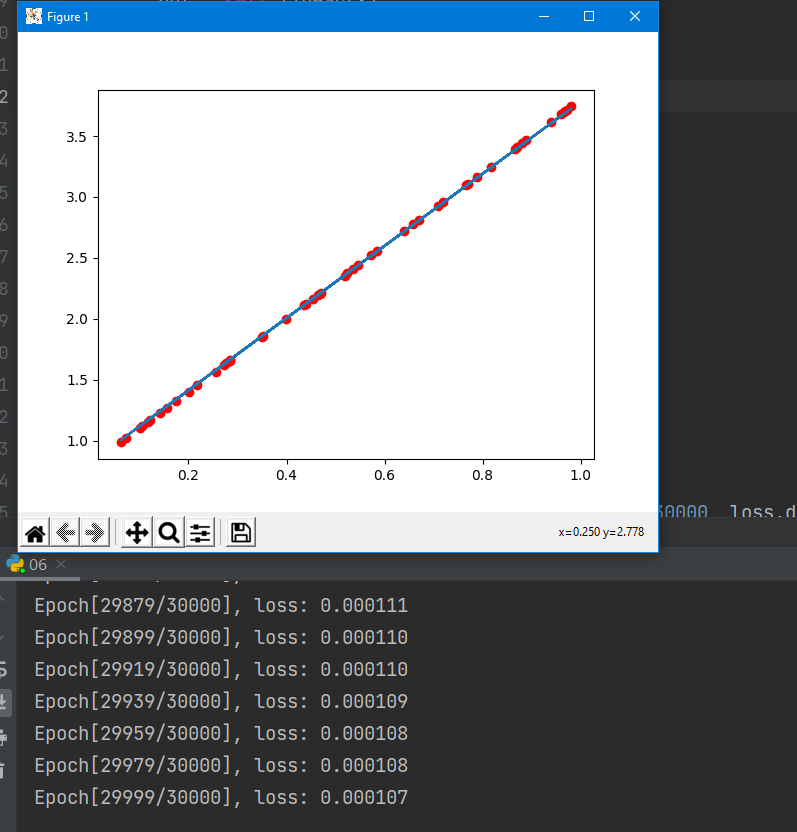 Figure 1
3.5
3.0
2.5
2.0
1.5
1.0
0.2 0.4 0.6 0.8 1.0
x=0.250 y=2.778
30000 loss.d
06
Epoch[29879/30000], loss: 0.000111
Epoch[29899/30000], loss: 0.000110
Epoch[29919/30000], loss: 0.000110
Epoch[29939/30000], loss: 0.000109
Epoch[29959/30000], loss: 0.000108
Epoch[29979/30000], loss: 0.000108
Epoch[29999/30000], loss: 0.000107